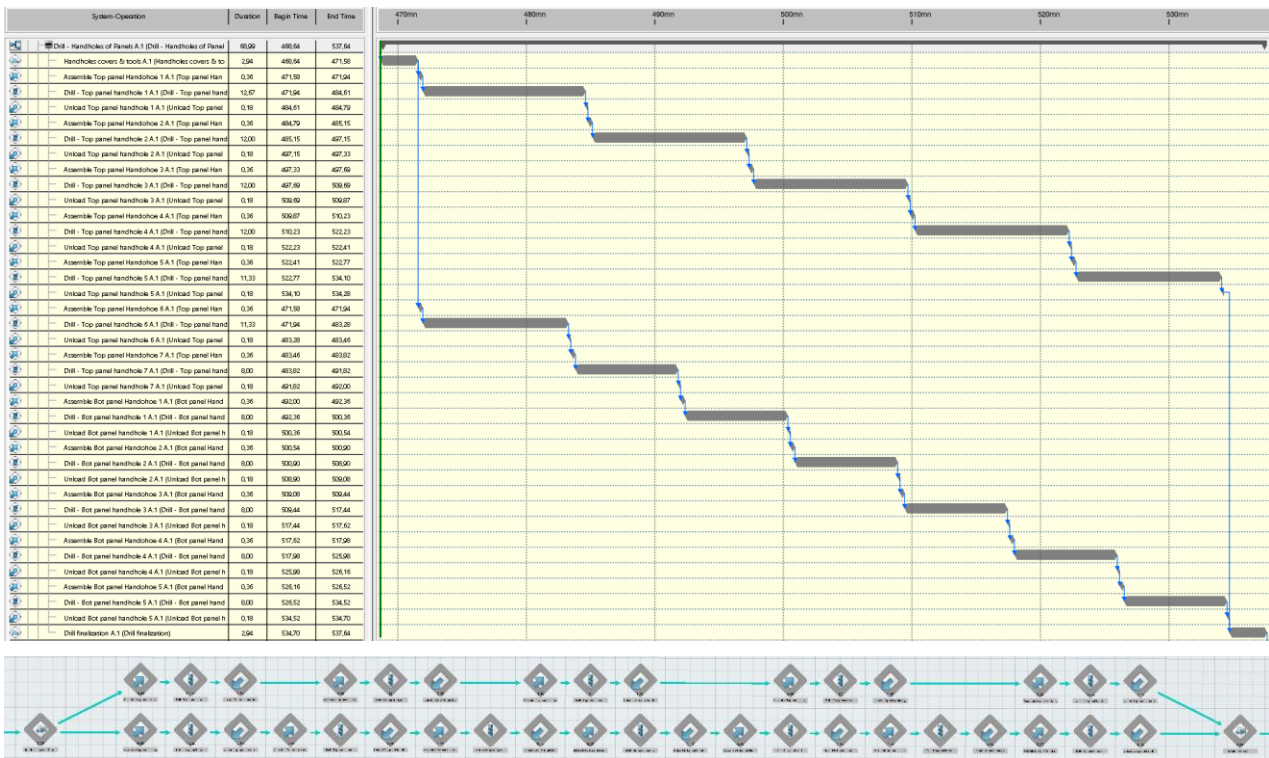 System-Operation Duration Begin Time End Time 470mn 480mn 490mn 500mn 510mn 520mn 530mn
Drill - Handholes of Panels A.1 (Drill - Handholes of Panel 68,99 468,64 537,64
Handholes covers & tools A.1 (Handholes covers & to 2,94 468,64 471,58
Assemble Top panel Handohoe 1 A.1 (Top panel Han 0,36 471,58 471,94
Drill - Top panel handhole 1 A.1 (Drill - Top panel hand 12,67 471,94 484,61
Unload Top panel handhole 1 A.1 (Unload Top panel 0,18 484,61 484,79
Assemble Top panel Handohoe 2 A.1 (Top panel Han 0,36 484,79 485,15
Drill - Top panel handhole 2 A.1 (Drill - Top panel hand 12,00 485,15 497,15
Unload Top panel handhole 2 A.1 (Unload Top panel 0,18 497,15 497,33
Assemble Top panel Handohoe 3 A.1 (Top panel Han 0,36 497,33 497,69
Drill - Top panel handhole 3 A.1 (Drill - Top panel hand 12,00 497,69 509,69
Unload Top panel handhole 3 A.1 (Unload Top panel 0,18 509,69 509,87
Assemble Top panel Handohoe 4 A.1 (Top panel Han 0,36 509,87 510,23
Drill - Top panel handhole 4 A.1 (Drill - Top panel hand 12,00 510,23 522,23
Unload Top panel handhole 4 A.1 (Unload Top panel 0,18 522,23 522,41
Assemble Top panel Handohoe 5 A.1 (Top panel Han 0,36 522,41 522,77
Drill - Top panel handhole 5 A.1 (Drill - Top panel hand 11,33 522,77 534,10
Unload Top panel handhole 5 A.1 (Unload Top panel 0,18 534,10 534,28
Assemble Top panel Handohoe 6 A.1 (Top panel Han 0,36 471,58 471,94
Drill - Top panel handhole 6 A.1 (Drill - Top panel hand 11,33 471,94 483,28
Unload Top panel handhole 6 A.1 (Unload Top panel 0,18 483,28 483,46
Assemble Top panel Handohoe 7 A.1 (Top panel Han 0,36 483,46 483,82
Drill - Top panel handhole 7 A.1 (Drill - Top panel hand 8,00 483,82 491,82
Unload Top panel handhole 7 A.1 (Unload Top panel 0,18 491,82 492,00
Assemble Bot panel Handohoe 1 A.1 (Bot panel Hand 0,36 492,00 492,36
Drill - Bot panel handhole 1 A.1 (Drill - Bot panel hand 8,00 492,36 500,36
Unload Bot panel handhole 1 A.1 (Unload Bot panel h 0,18 500,36 500,54
Assemble Bot panel Handohoe 2 A.1 (Bot panel Hand 0,36 500,54 500,90
Drill - Bot panel handhole 2 A.1 (Drill - Bot panel hand 8,00 500,90 508,90
Unload Bot panel handhole 2 A.1 (Unload Bot panel h 0,18 508,90 509,08
Assemble Bot panel Handohoe 3 A.1 (Bot panel Hand 0,36 509,08 509,44
Drill - Bot panel handhole 3 A.1 (Drill - Bot panel hand 8,00 509,44 517,44
Unload Bot panel handhole 3 A.1 (Unload Bot panel h 0,18 517,44 517,62
Assemble Bot panel Handohoe 4 A.1 (Bot panel Hand 0,36 517,62 517,98
Drill - Bot panel handhole 4 A.1 (Drill - Bot panel hand 8,00 517,98 525,98
Unload Bot panel handhole 4 A.1 (Unload Bot panel h 0,18 525,98 526,16
Assemble Bot panel Handohoe 5 A.1 (Bot panel Hand 0,36 526,16 526,52
Drill - Bot panel handhole 5 A.1 (Drill - Bot panel hand 8,00 526,52 534,52
Unload Bot panel handhole 5 A.1 (Unload Bot panel h 0,18 534,52 534,70
Drill finalization A.1 (Drill finalization) 2,94 534,70 537,64